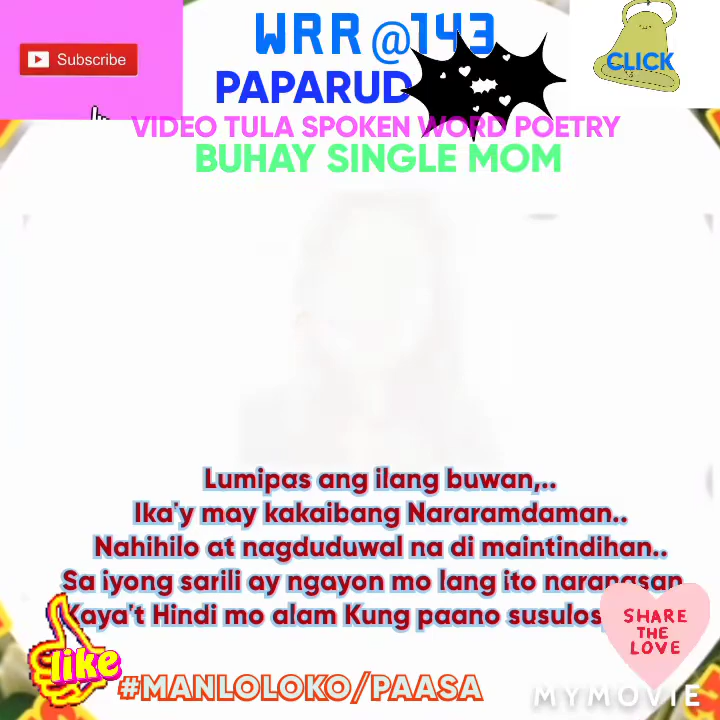 WRR @143
Subscribe
CLICK
PAPARUD
VIDEO TULA SPOKEN WORD POETRY
BUHAY SINGLE MOM
Lumipas ang ilang buwan,..
Ika'y may kakaibang Nararamdaman..
Nahihilo at nagduduwal na di maintindihan..
Sa iyong sarili ay ngayon mo lang ito naranasan
Kaya't Hindi mo alam Kung paano
SHARE
THE
LOVE
like
#MANLOLOKO/PAASA
MYMOVIE